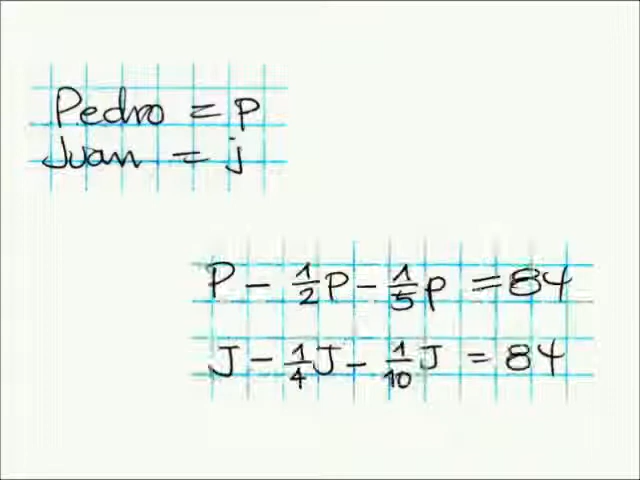 Pedro = p
Juan = j
P - 1/2 P - 1/5 p = 84
J - 1/4 J - 1/10 J = 84